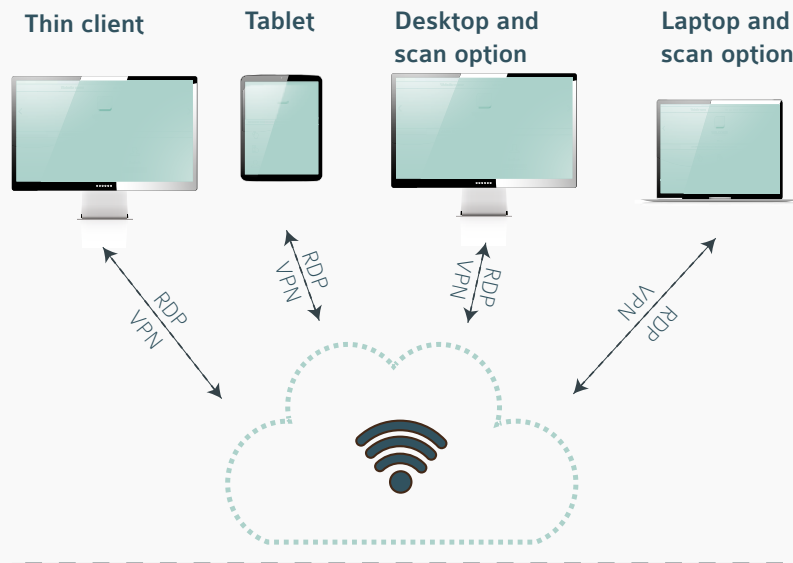 Thin client
Tablet
Desktop and
scan option
Laptop and
scan option
RDP
VPN
RDP
VPN
RDP
VPN
RDP
VPN